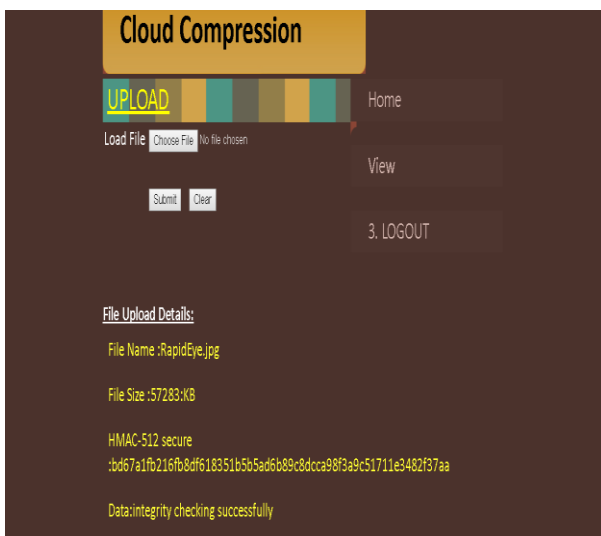 Cloud Compression
UPLOAD
Home
Load File Choose File No file chosen
View
Submit Clear
3. LOGOUT
File Upload Details:
File Name :RapidEye.jpg
File Size :57283:KB
HMAC-512 secure
:bd67a1fb216fb8df618351b5b5ad6b89c8dcca98f3a9c51711e3482f37aa
Data:integrity checking successfully